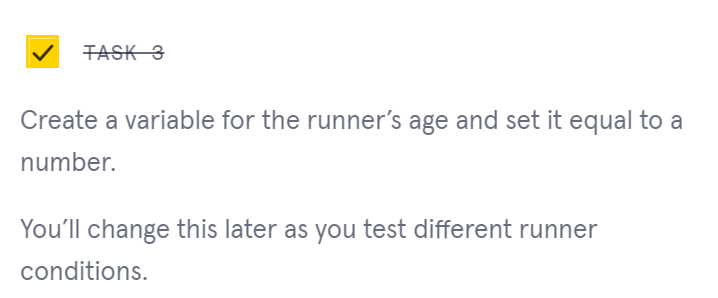 TASK 3
Create a variable for the runner’s age and set it equal to a
number.
You’ll change this later as you test different runner
conditions.